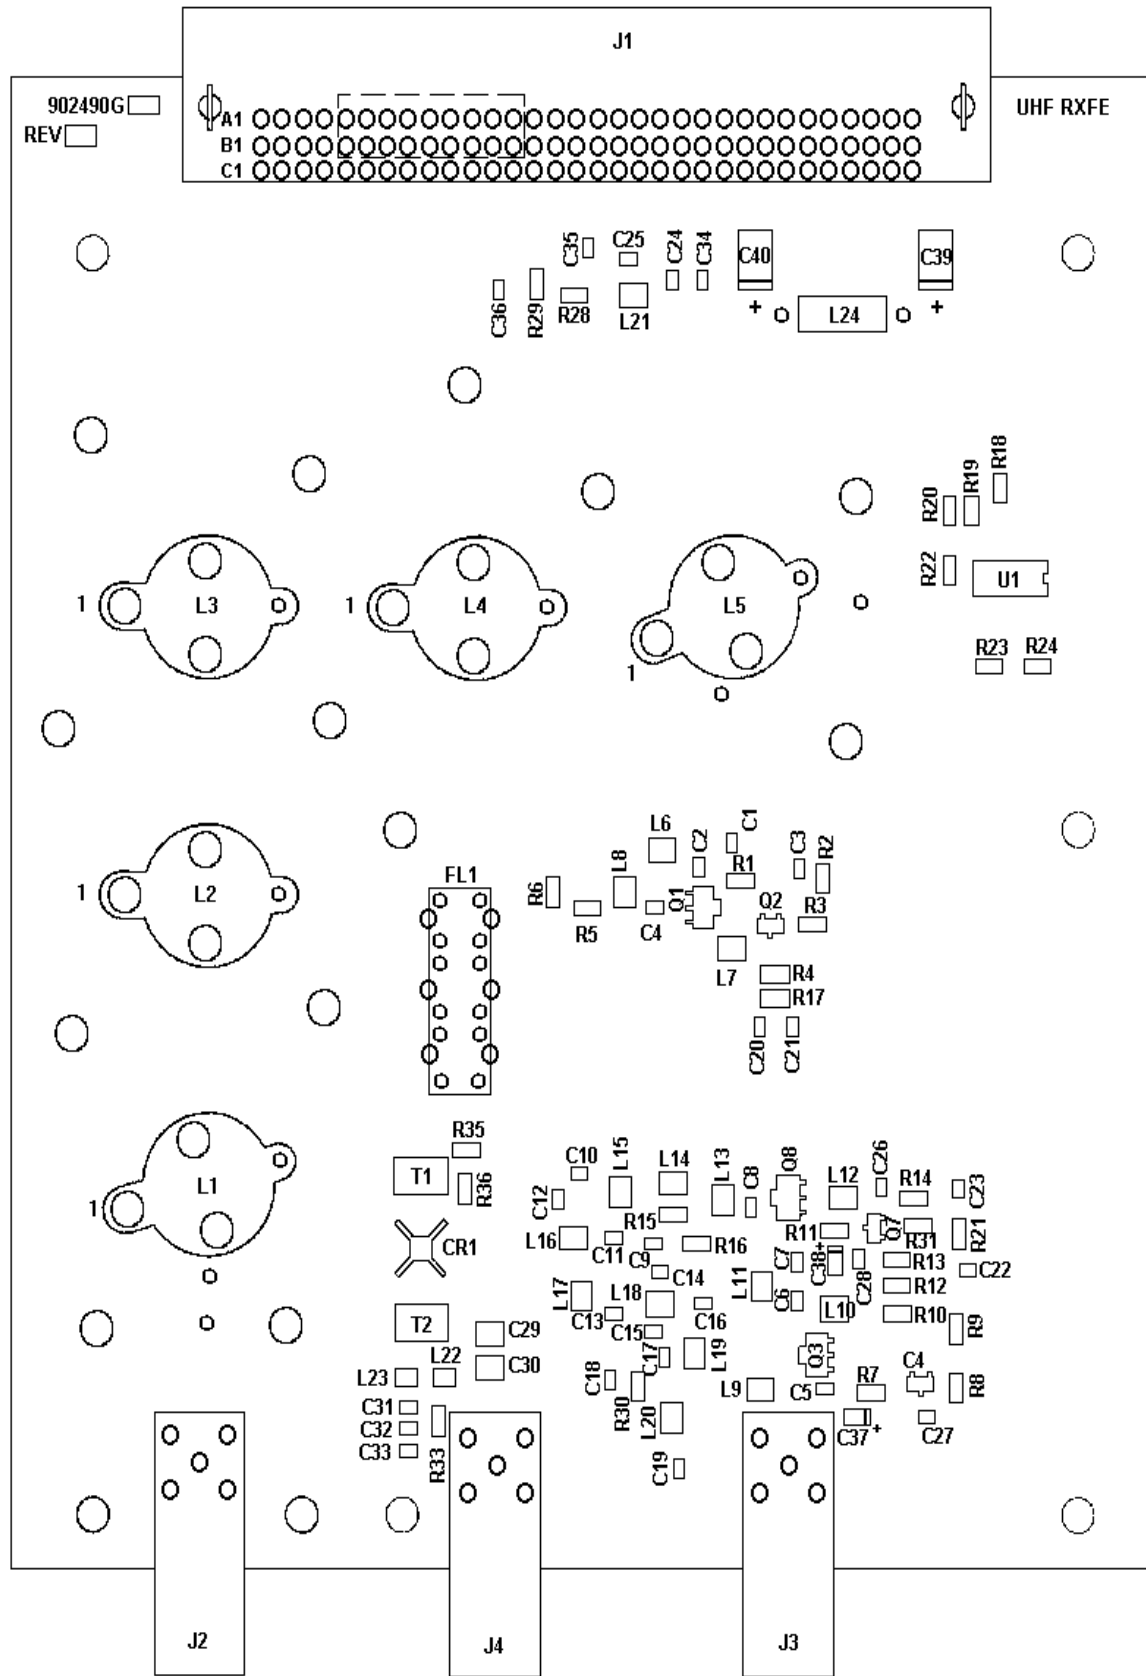 J1
902490G
UHF RXFE
REV
A1
B1
C1
C35
C25
C24
C34
C40
C39
C36
R29
R28
L21
+
L24
+
R18
R19
R20
R22
U1
1
L3
1
L4
L5
1
R23
R24
L6
C2
C1
C3
R2
L8
R1
1
L2
FL1
R6
R5
C4
Q1
Q2
R3
L7
R4
R17
C20
C21
R35
C10
L15
L14
L13
C8
Q8
L12
C26
R14
C23
T1
R36
C12
1
L1
R15
R11
Q7
R31
R21
L16
CR1
C11
C9
R16
C7
C38
+
C28
R13
C22
L17
C14
L11
R12
C13
L18
C16
C6
L10
R10
R9
T2
C29
C15
C17
L19
Q3
C30
L23
L22
C18
R30
L20
L9
C5
R7
C4
R8
C31
C32
C33
R33
C37
+
C27
C19
J2
J4
J3